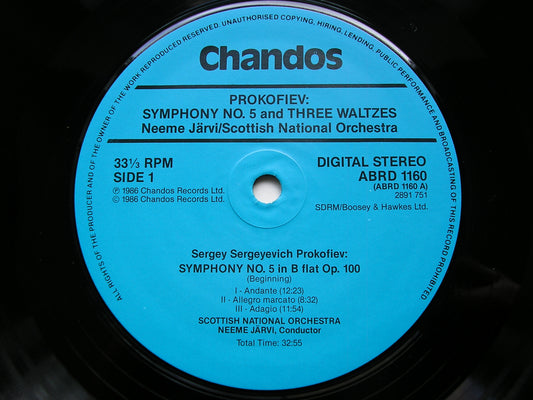 ALL RIGHTS OF THE PRODUCER AND OF THE OWNER OF THE WORK REPRODUCED RESERVED. UNAUTHORISED COPYING, HIRING, LENDING, PUBLIC PERFORMANCE AND BROADCASTING OF THIS RECORD PROHIBITED
Chandos
PROKOFIEV:
SYMPHONY NO. 5 and THREE WALTZES
Neeme Järvi/Scottish National Orchestra
33⅓ RPM
SIDE 1
℗ 1986 Chandos Records Ltd.
© 1986 Chandos Records Ltd.
DIGITAL STEREO
ABRD 1160
(ABRD 1160 A)
2891 751
SDRM/Boosey & Hawkes Ltd.
Sergey Sergeyevich Prokofiev:
SYMPHONY NO. 5 in B flat Op. 100
(Beginning)
I - Andante (12:23)
II - Allegro marcato (8:32)
III - Adagio (11:54)
SCOTTISH NATIONAL ORCHESTRA
NEEME JÄRVI, Conductor
Total Time: 32:55